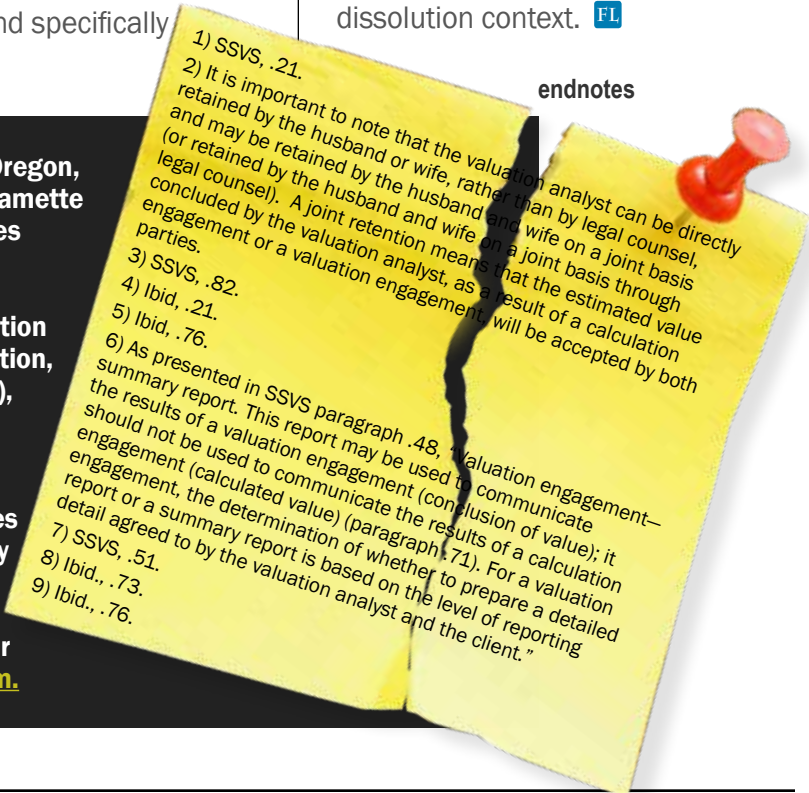 nd specifically
dissolution context. FL
endnotes
Oregon,
amette
es
tion
tion,
),
es
y
r
m.
1) SSVS, .21.
2) It is important to note that the valuation analyst can be directly
retained by the husband or wife, rather than by legal counsel,
and may be retained by the husband and wife on a joint basis
(or retained by the husband and wife on a joint basis through
legal counsel). A joint retention means that the estimated value
concluded by the valuation analyst, as a result of a calculation
engagement or a valuation engagement, will be accepted by both
parties.
3) SSVS, .82.
4) Ibid, .21.
5) Ibid, .76.
6) As presented in SSVS paragraph .48, “Valuation engagement—
summary report. This report may be used to communicate
the results of a valuation engagement (conclusion of value); it
should not be used to communicate the results of a calculation
engagement (calculated value) (paragraph .71). For a valuation
engagement, the determination of whether to prepare a detailed
report or a summary report is based on the level of reporting
detail agreed to by the valuation analyst and the client.”
7) SSVS, .51.
8) Ibid., .73.
9) Ibid., .76.